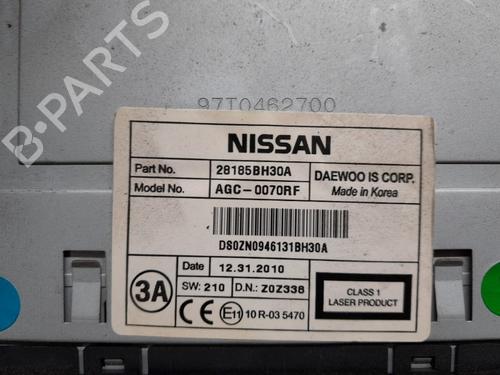 97T0462700
B-PARTS
NISSAN
Part No. 28185BH30A DAEWOO IS CORP.
Model No. AGC-0070RF Made in Korea
DS0ZN0946131BH30A
3A
Date 12.31.2010
SW: 210 D.N.: Z0Z338
CLASS 1
LASER PRODUCT
CE E11 10 R-03 5470